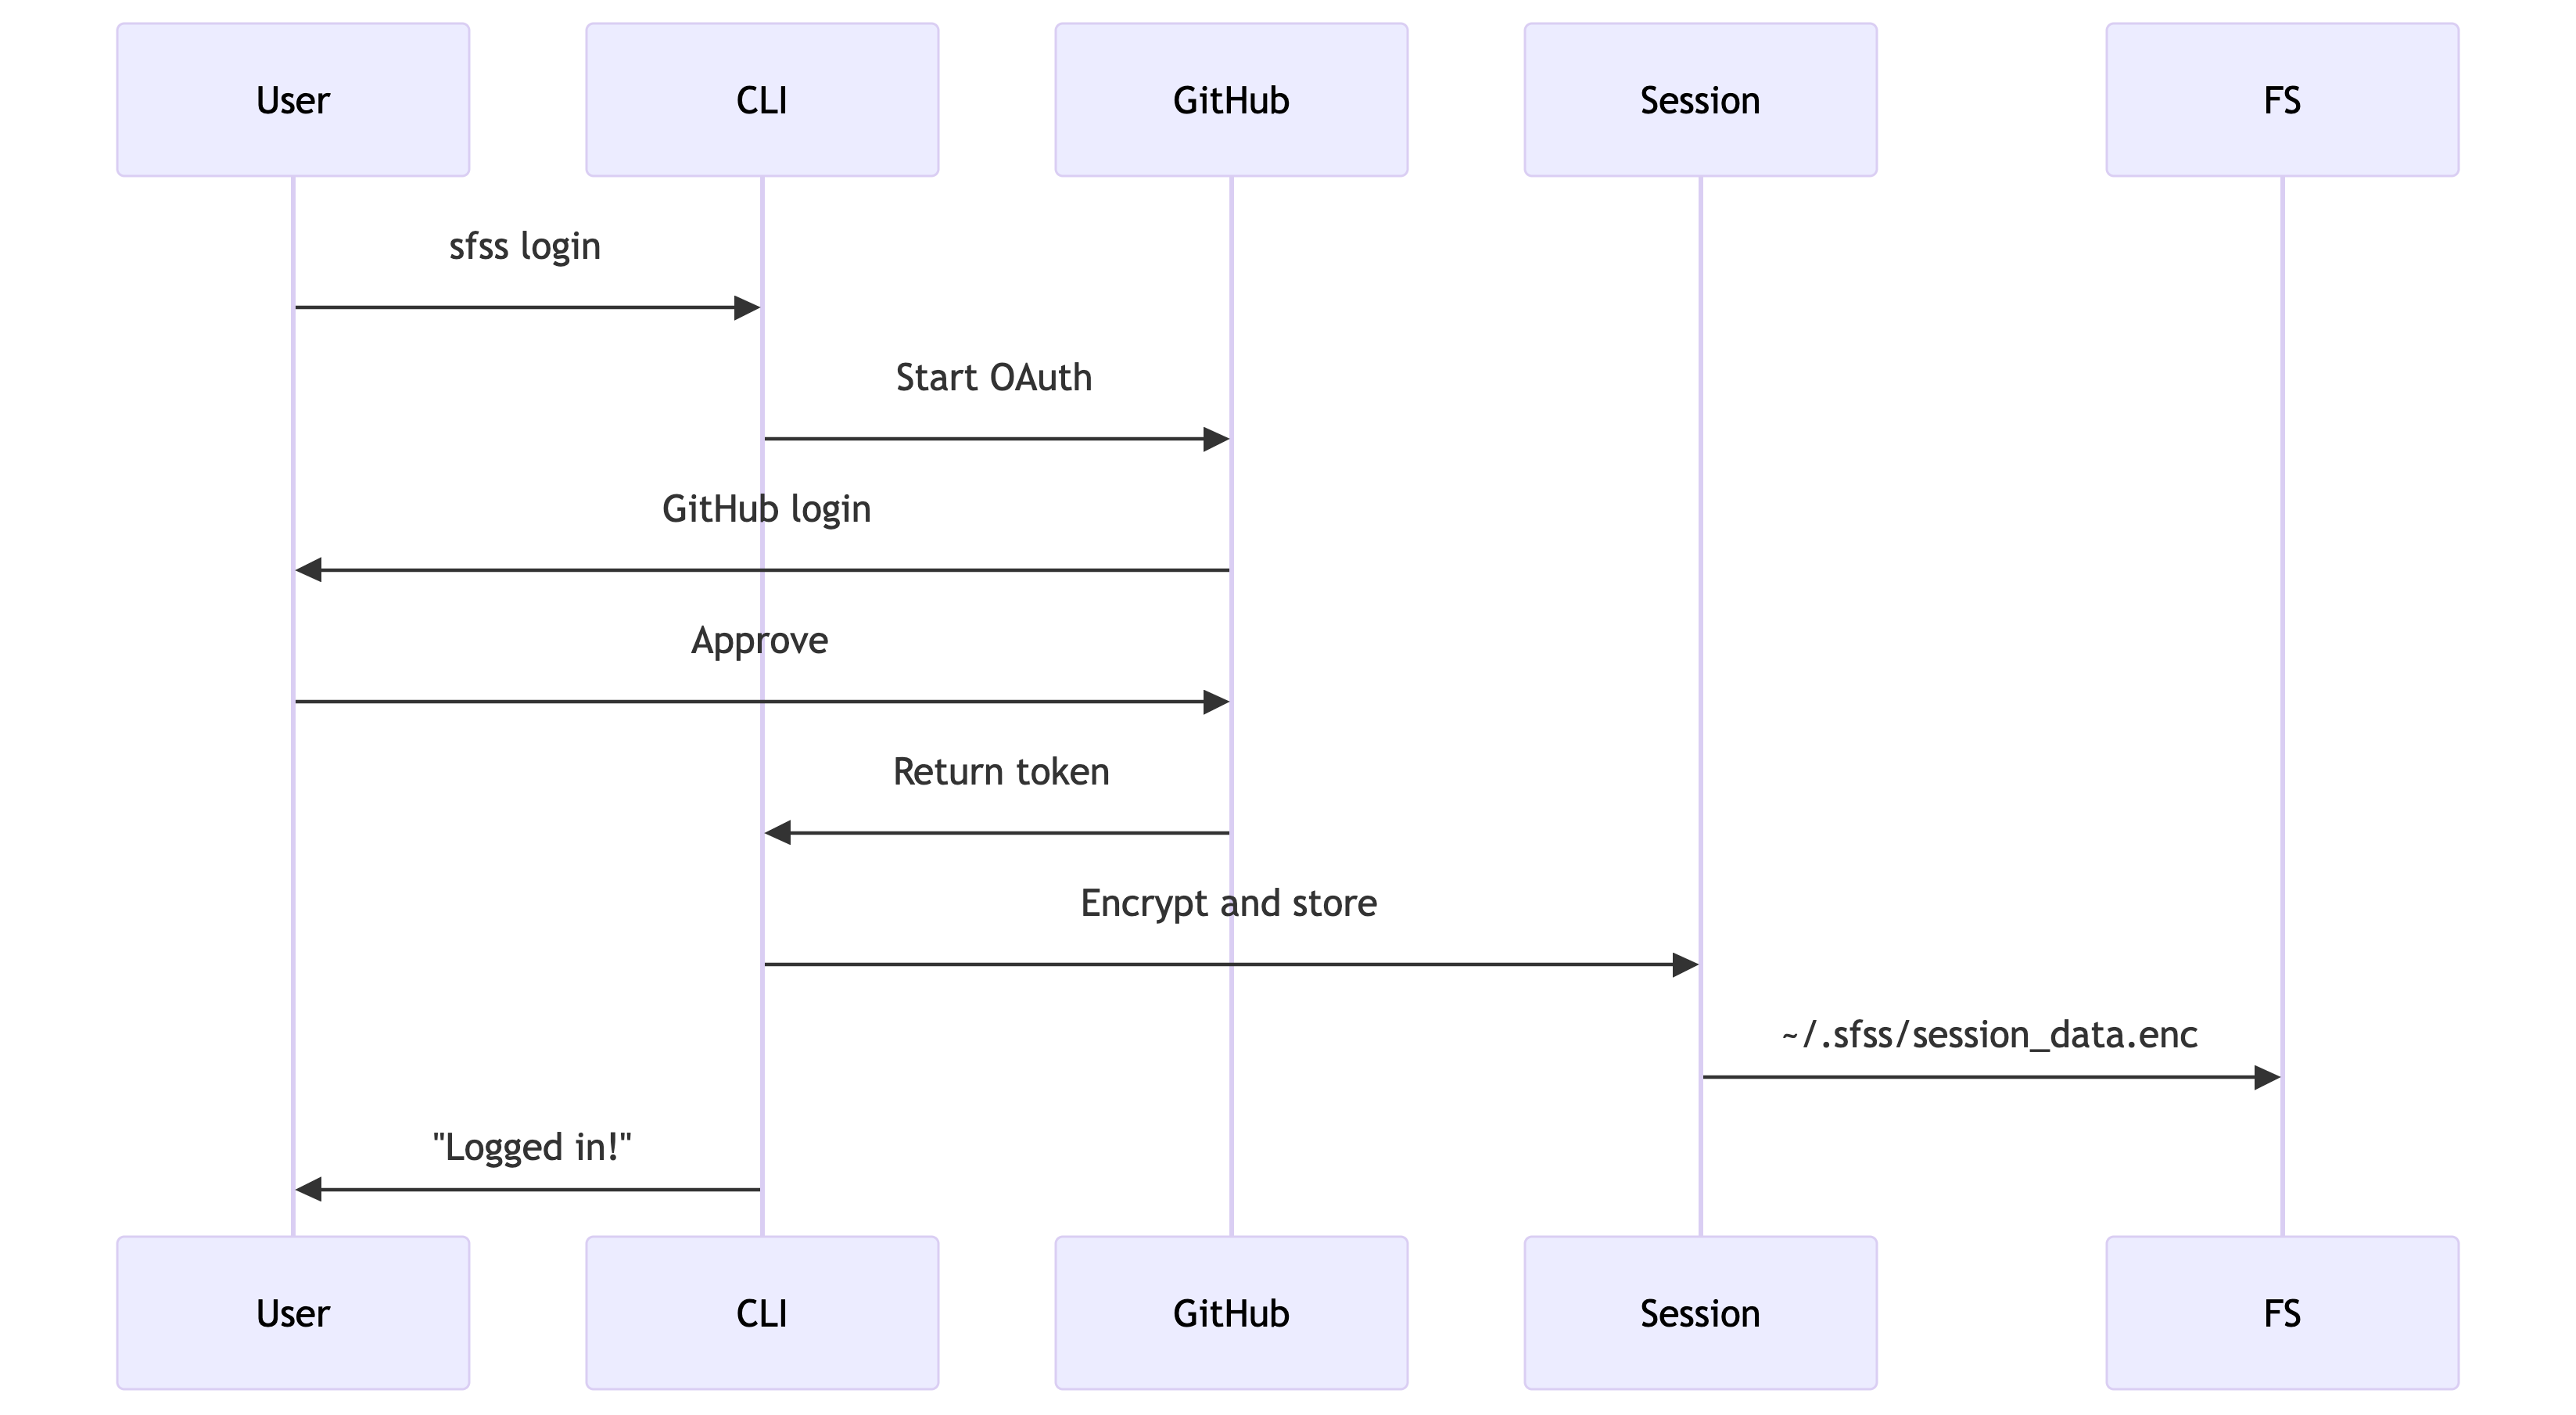 User
CLI
GitHub
Session
FS
sfss login
Start OAuth
GitHub login
Approve
Return token
Encrypt and store
~/.sfss/session_data.enc
"Logged in!"
User
CLI
GitHub
Session
FS